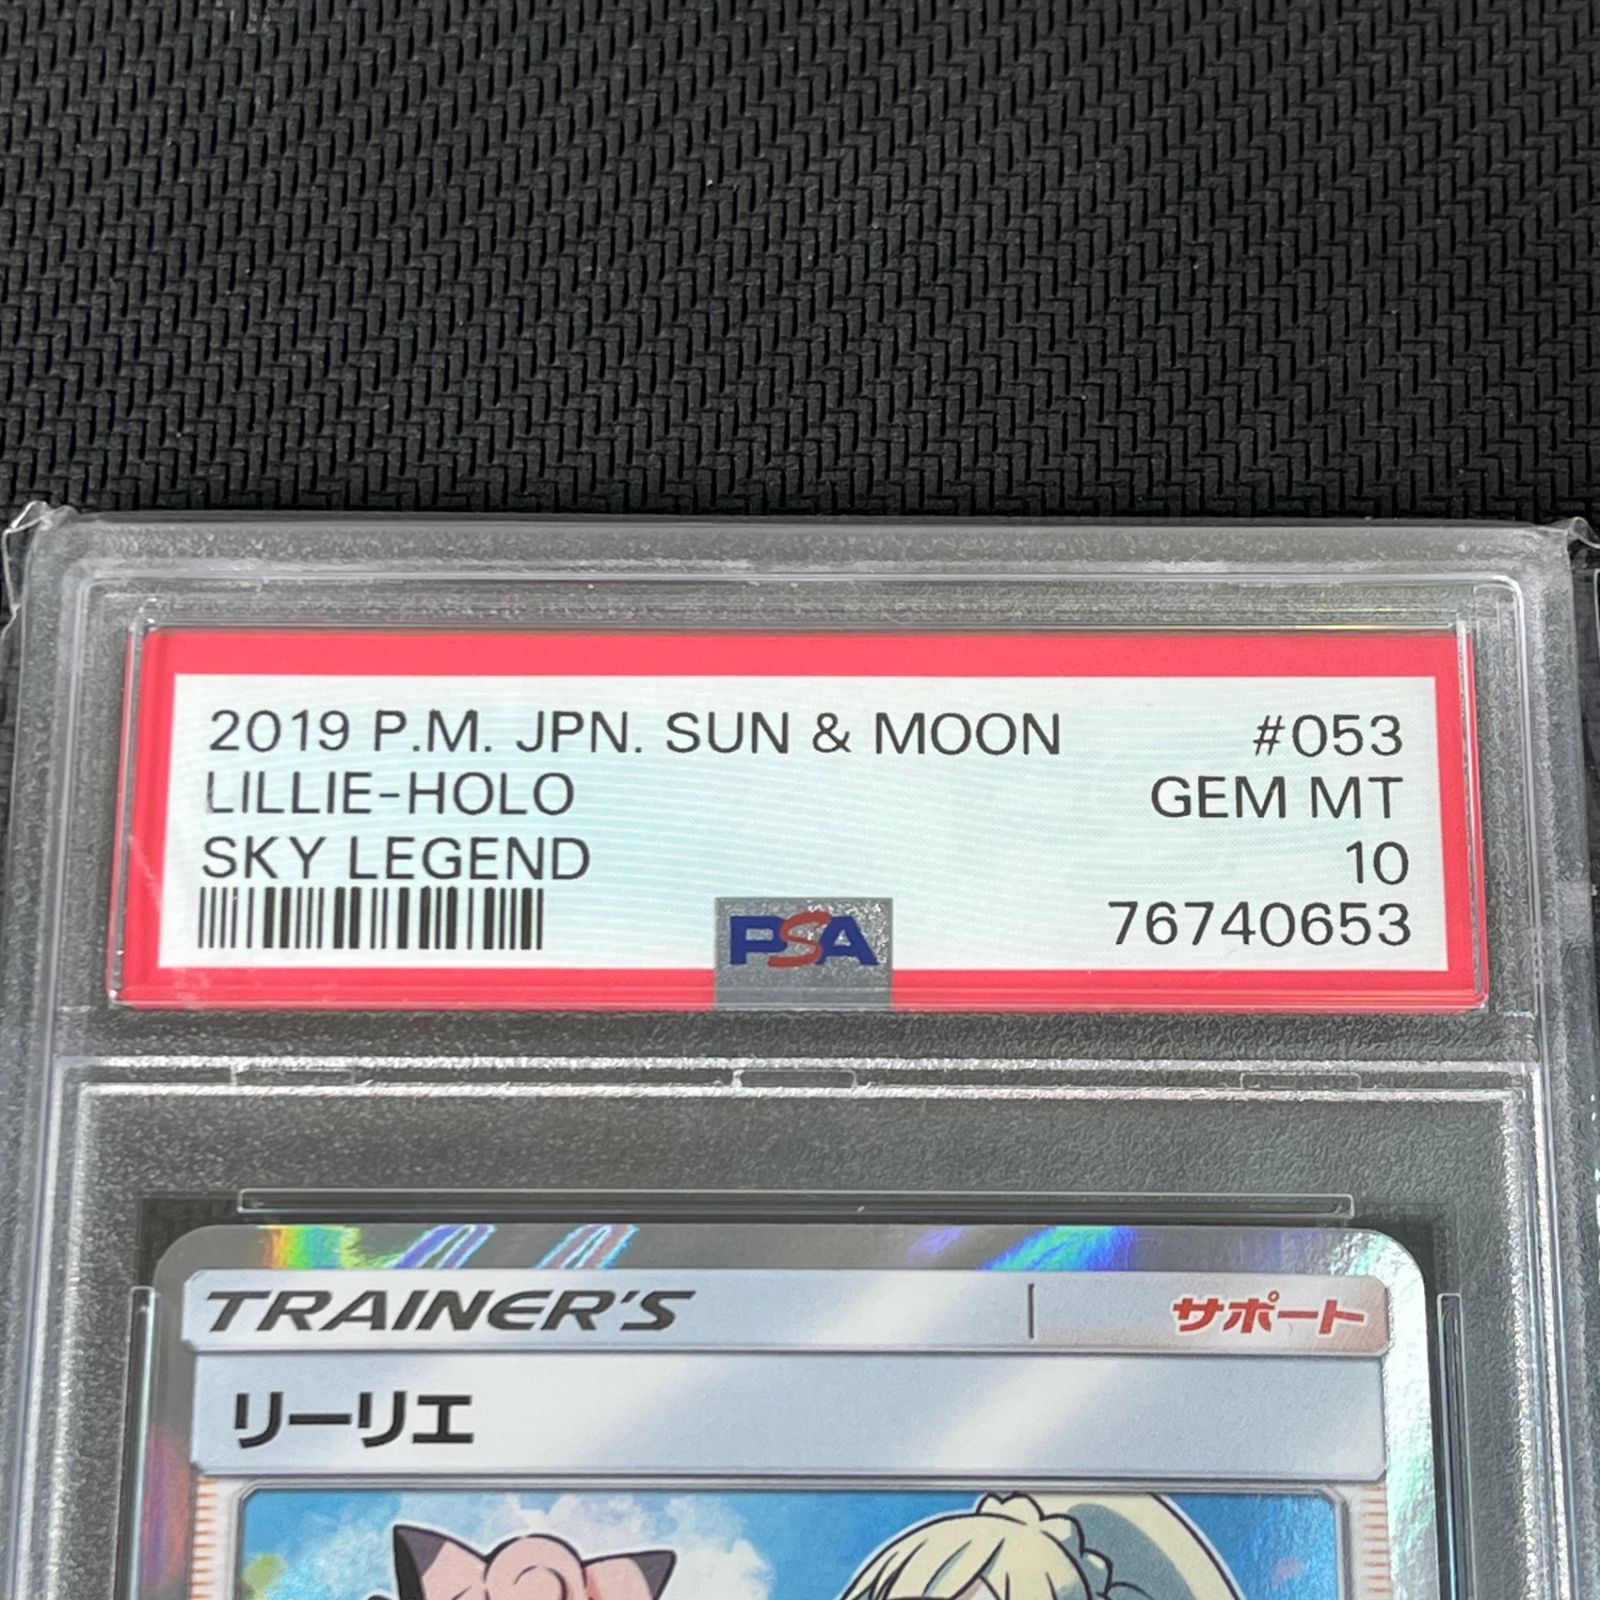 2019 P.M. JPN. SUN & MOON #053
LILLIE-HOLO GEM MT
SKY LEGEND 10
PSA 76740653
TRAINER'S サポート
リーリエ